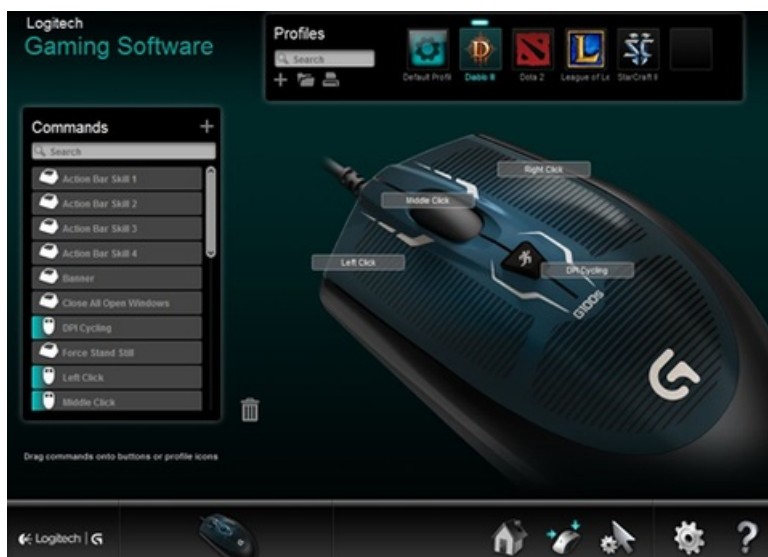 Logitech
Gaming Software
Profiles
Search
Default Profil
Diablo III
Dota 2
League of Le
StarCraft II
Commands
Search
Action Bar Skill 1
Action Bar Skill 2
Action Bar Skill 3
Action Bar Skill 4
Banner
Close All Open Windows
DPI Cycling
Force Stand Still
Left Click
Middle Click
Right Click
Middle Click
Left Click
DPI Cycling
G100s
Drag commands onto buttons or profile icons
Logitech | G